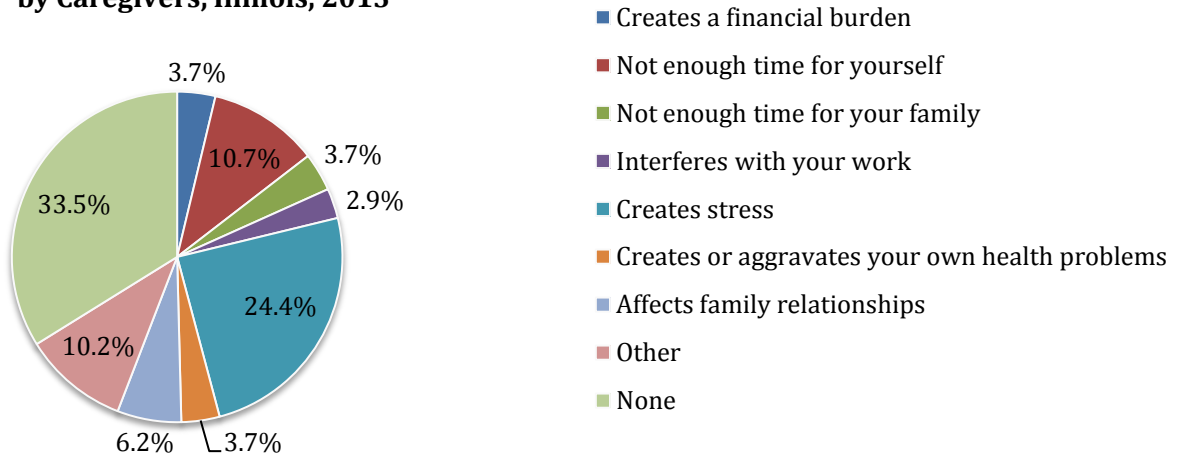 by Caregivers, Illinois, 2015
3.7%
10.7%
3.7%
2.9%
33.5%
24.4%
10.2%
6.2%
3.7%
Creates a financial burden
Not enough time for yourself
Not enough time for your family
Interferes with your work
Creates stress
Creates or aggravates your own health problems
Affects family relationships
Other
None